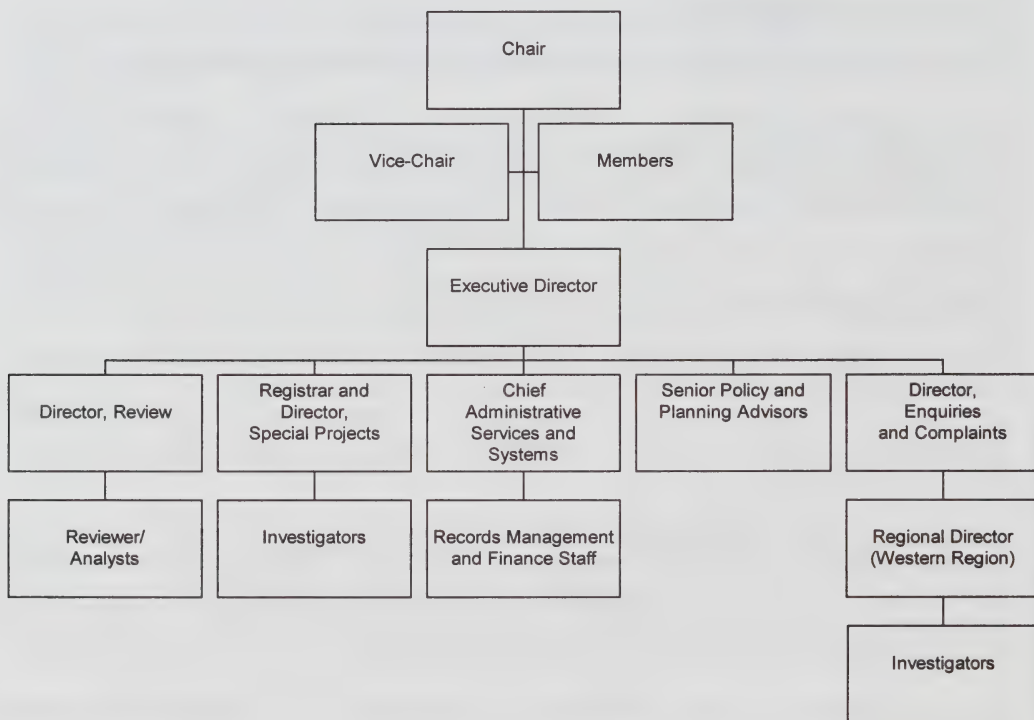 Chair
Vice-Chair
Members
Executive Director
Director, Review
Registrar and
Director,
Special Projects
Chief
Administrative
Services and
Systems
Senior Policy and
Planning Advisors
Director,
Enquiries
and Complaints
Reviewer/
Analysts
Investigators
Records Management
and Finance Staff
Regional Director
(Western Region)
Investigators